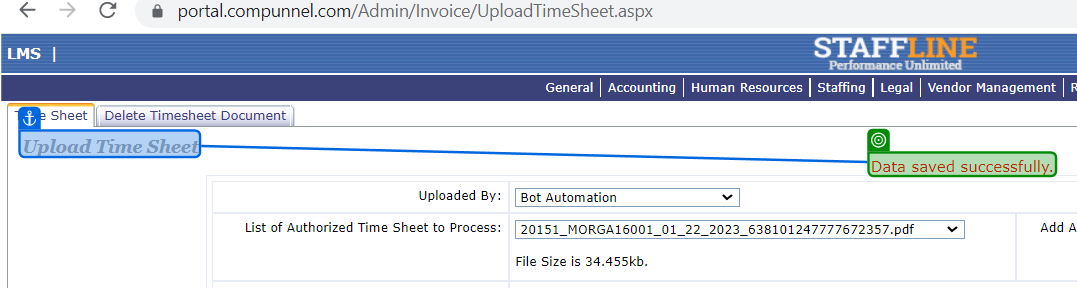 portal.compunnel.com/Admin/Invoice/UploadTimeSheet.aspx
LMS |
STAFFLINE
Performance Unlimited
General | Accounting | Human Resources | Staffing | Legal | Vendor Management |
Sheet Delete Timesheet Document
Upload Time Sheet
Data saved successfully.
Uploaded By: Bot Automation
List of Authorized Time Sheet to Process: 20151_MORGA16001_01_22_2023_638101247777672357.pdf Add A
File Size is 34.455kb.